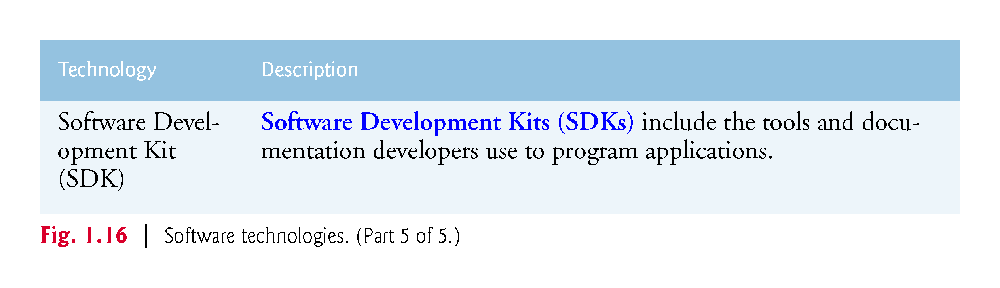 Technology Description
Software Devel- Software Development Kits (SDKs) include the tools and docu-
opment Kit mentation developers use to program applications.
(SDK)
Fig. 1.16 | Software technologies. (Part 5 of 5.)